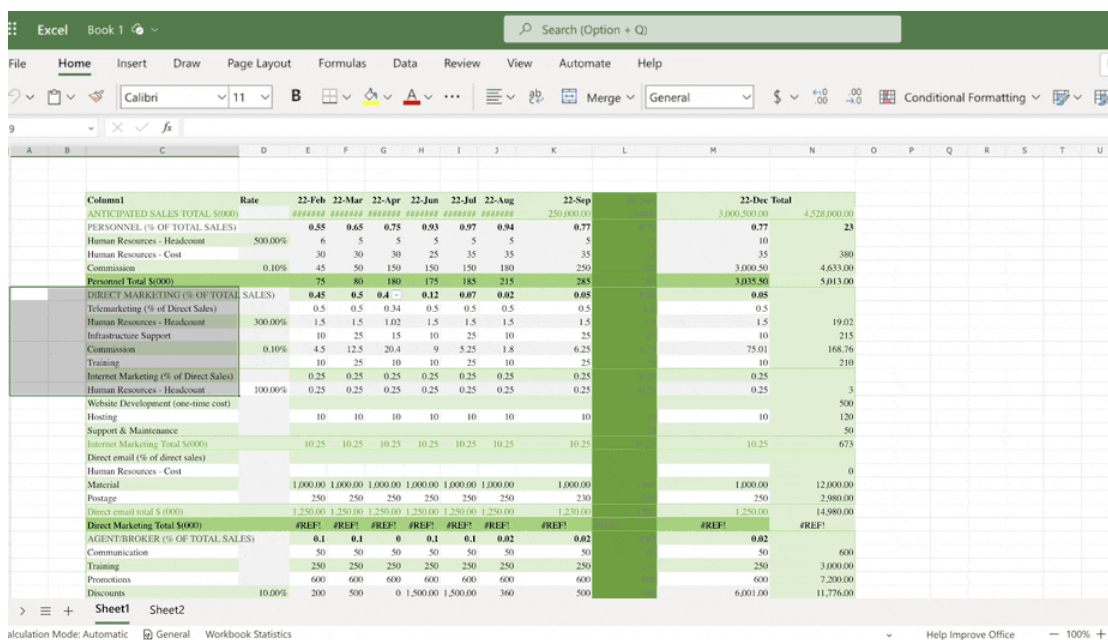 Excel Book 1 Search (Option + Q)
File Home Insert Draw Page Layout Formulas Data Review View Automate Help
Calibri 11 B A ... ab Merge General $ Conditional Formatting
9 fx
A B C D E F G H I J K L M N O P Q R S T U
Column1 Rate 22-Feb 22-Mar 22-Apr 22-Jun 22-Jul 22-Aug 22-Sep 22-Dec Total
ANTICIPATED SALES TOTAL $(000) ####### ####### ####### ####### ####### ####### 250,000.00 3,000,500.00 4,528,000.00
PERSONNEL (% OF TOTAL SALES) 0.55 0.65 0.75 0.93 0.97 0.94 0.77 0.77 23
Human Resources - Headcount 500.00% 6 5 5 5 5 5 5 10
Human Resources - Cost 30 30 30 25 35 35 35 35 380
Commission 0.10% 45 50 150 150 150 180 250 3,000.50 4,633.00
Personnel Total $(000) 75 80 180 175 185 215 285 3,035.50 5,013.00
DIRECT MARKETING (% OF TOTAL SALES) 0.45 0.5 0.4 0.12 0.07 0.02 0.05 0.05
Telemarketing (% of Direct Sales) 0.5 0.5 0.34 0.5 0.5 0.5 0.5 0.5
Human Resources - Headcount 300.00% 1.5 1.5 1.02 1.5 1.5 1.5 1.5 1.5 19.02
Infrastructure Support 10 25 15 10 25 10 25 10 215
Commission 0.10% 4.5 12.5 20.4 9 5.25 1.8 6.25 75.01 168.76
Training 10 25 10 10 25 10 25 10 210
Internet Marketing (% of Direct Sales) 0.25 0.25 0.25 0.25 0.25 0.25 0.25 0.25
Human Resources - Headcount 100.00% 0.25 0.25 0.25 0.25 0.25 0.25 0.25 0.25 3
Website Development (one-time cost) 500
Hosting 10 10 10 10 10 10 10 10 120
Support & Maintenance 50
Internet Marketing Total $(000) 10.25 10.25 10.25 10.25 10.25 10.25 10.25 10.25 673
Direct email (% of direct sales)
Human Resources - Cost 0
Material 1,000.00 1,000.00 1,000.00 1,000.00 1,000.00 1,000.00 1,000.00 1,000.00 12,000.00
Postage 250 250 250 250 250 250 230 250 2,980.00
Direct email total $ (000) 1,250.00 1,250.00 1,250.00 1,250.00 1,250.00 1,250.00 1,230.00 1,250.00 14,980.00
Direct Marketing Total $(000) #REF! #REF! #REF! #REF! #REF! #REF! #REF! #REF! #REF!
AGENT/BROKER (% OF TOTAL SALES) 0.1 0.1 0 0.1 0.1 0.02 0.02 0.02
Communication 50 50 50 50 50 50 50 50 600
Training 250 250 250 250 250 250 250 250 3,000.00
Promotions 600 600 600 600 600 600 600 600 7,200.00
Discounts 10.00% 200 500 0 1,500.00 1,500.00 360 500 6,001.00 11,776.00
Sheet1 Sheet2
alculation Mode: Automatic General Workbook Statistics Help Improve Office 100%